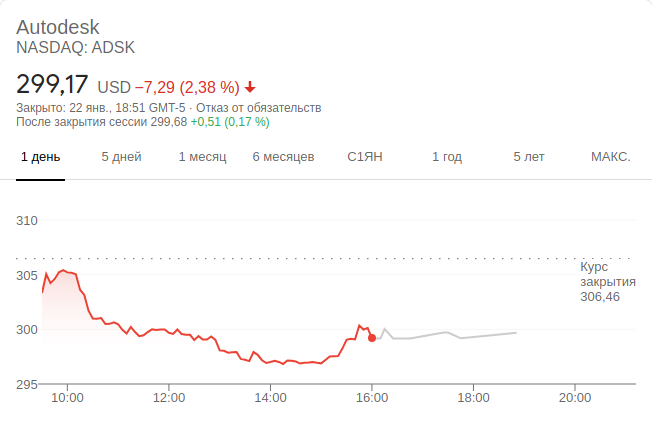 Autodesk
NASDAQ: ADSK
299,17 USD −7,29 (2,38 %)
Закрыто: 22 янв., 18:51 GMT-5 · Отказ от обязательств
После закрытия сессии 299,68 +0,51 (0,17 %)
1 день 5 дней 1 месяц 6 месяцев С1ЯН 1 год 5 лет МАКС.
310
305
300
295
Курс
закрытия
306,46
10:00 12:00 14:00 16:00 18:00 20:00